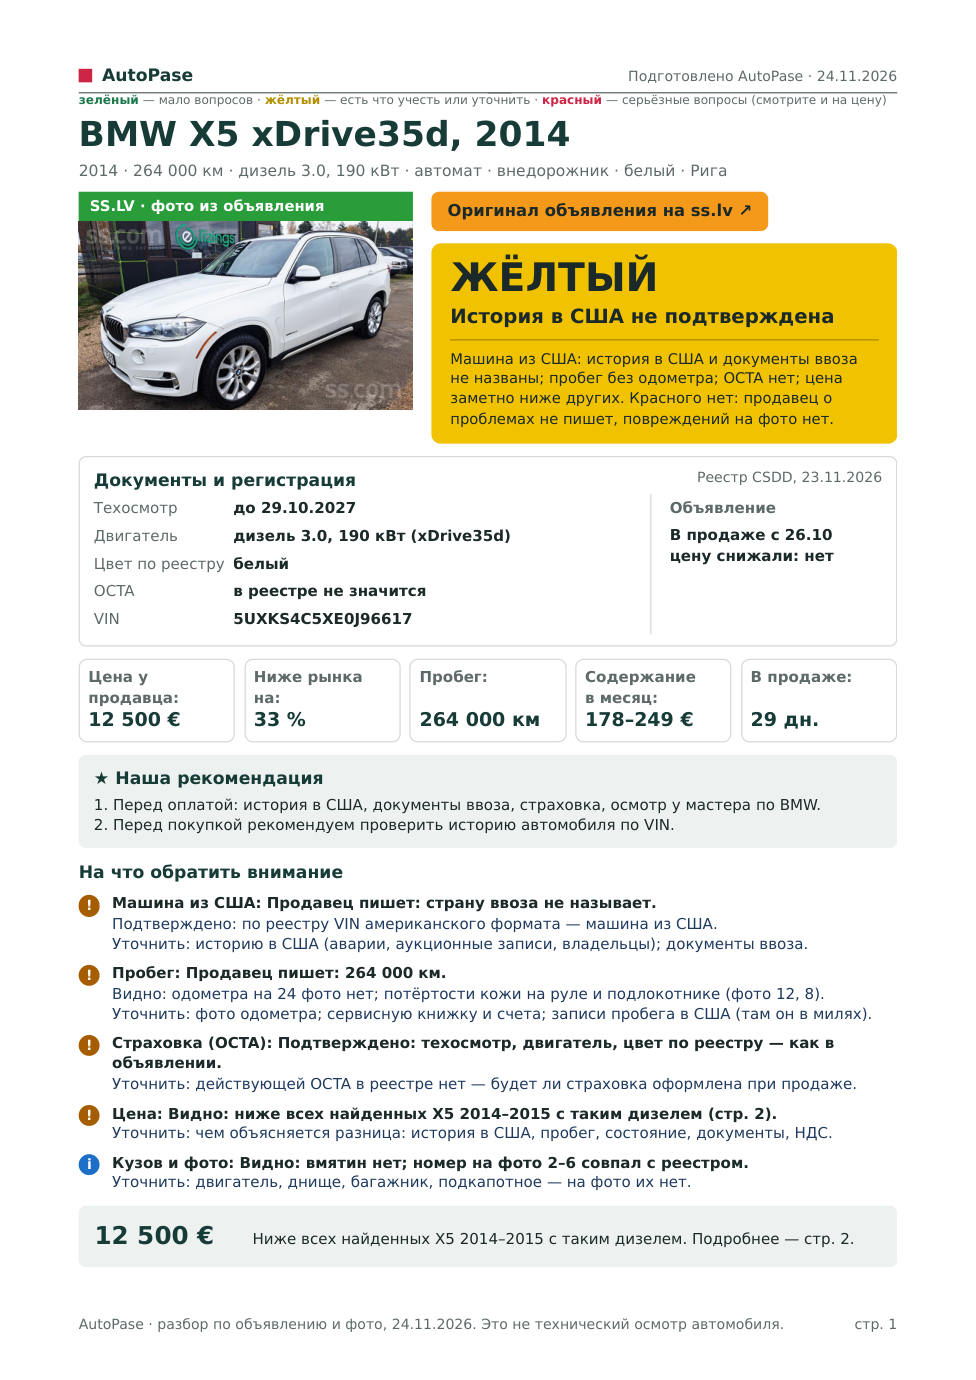 AutoPase
Подготовлено AutoPase · 24.11.2026
зелёный — мало вопросов · жёлтый — есть что учесть или уточнить · красный — серьёзные вопросы (смотрите и на цену)
BMW X5 xDrive35d, 2014
2014 · 264 000 км · дизель 3.0, 190 кВт · автомат · внедорожник · белый · Рига
SS.LV · фото из объявления
ss.com
ss.com
Оригинал объявления на ss.lv ↗
ЖЁЛТЫЙ
История в США не подтверждена
Машина из США: история в США и документы ввоза
не названы; пробег без одометра; ОСТА нет; цена
заметно ниже других. Красного нет: продавец о
проблемах не пишет, повреждений на фото нет.
Документы и регистрация
Реестр CSDD, 23.11.2026
Техосмотр до 29.10.2027
Двигатель дизель 3.0, 190 кВт (xDrive35d)
Цвет по реестру белый
ОСТА в реестре не значится
VIN 5UXKS4C5XE0J96617
Объявление
В продаже с 26.10
цену снижали: нет
Цена у
продавца:
12 500 €
Ниже рынка
на:
33 %
Пробег:
264 000 км
Содержание
в месяц:
178–249 €
В продаже:
29 дн.
★ Наша рекомендация
1. Перед оплатой: история в США, документы ввоза, страховка, осмотр у мастера по BMW.
2. Перед покупкой рекомендуем проверить историю автомобиля по VIN.
На что обратить внимание
! Машина из США: Продавец пишет: страну ввоза не называет.
Подтверждено: по реестру VIN американского формата — машина из США.
Уточнить: историю в США (аварии, аукционные записи, владельцы); документы ввоза.
! Пробег: Продавец пишет: 264 000 км.
Видно: одометра на 24 фото нет; потёртости кожи на руле и подлокотнике (фото 12, 8).
Уточнить: фото одометра; сервисную книжку и счета; записи пробега в США (там он в милях).
! Страховка (ОСТА): Подтверждено: техосмотр, двигатель, цвет по реестру — как в
объявлении.
Уточнить: действующей ОСТА в реестре нет — будет ли страховка оформлена при продаже.
! Цена: Видно: ниже всех найденных X5 2014–2015 с таким дизелем (стр. 2).
Уточнить: чем объясняется разница: история в США, пробег, состояние, документы, НДС.
i Кузов и фото: Видно: вмятин нет; номер на фото 2–6 совпал с реестром.
Уточнить: двигатель, днище, багажник, подкапотное — на фото их нет.
12 500 €
Ниже всех найденных X5 2014–2015 с таким дизелем. Подробнее — стр. 2.
AutoPase · разбор по объявлению и фото, 24.11.2026. Это не технический осмотр автомобиля.
стр. 1